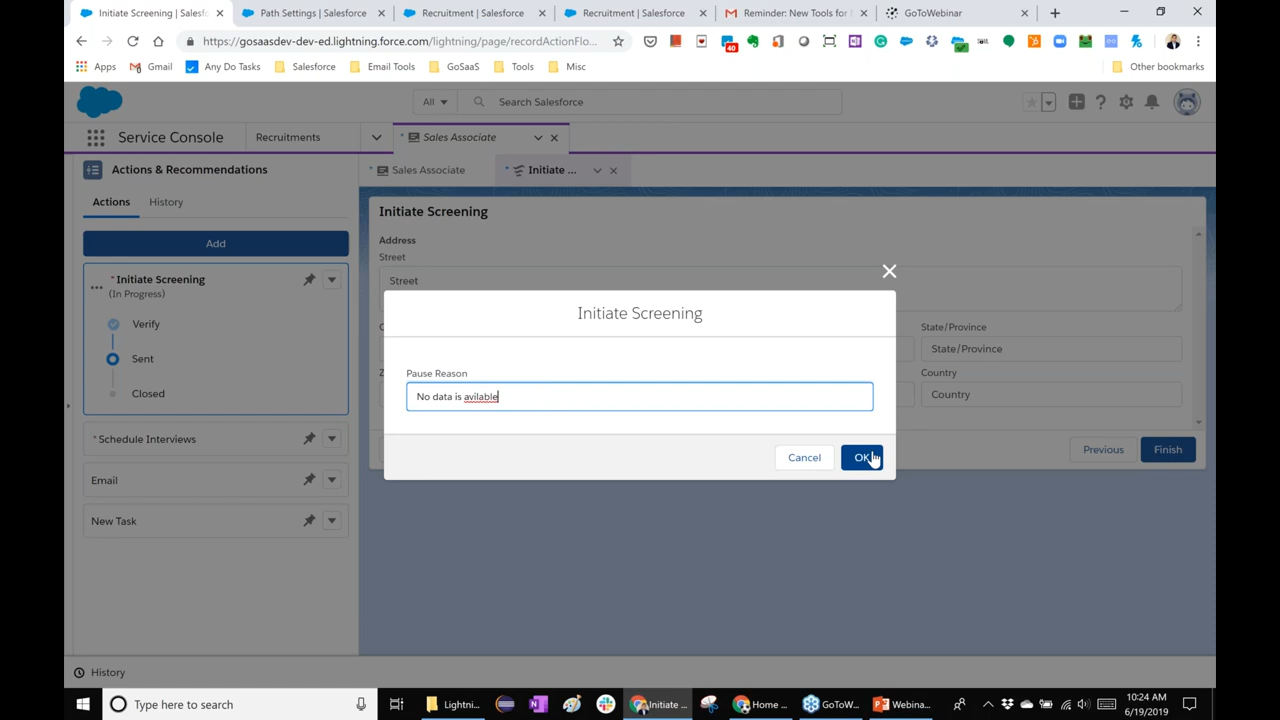 Initiate Screening | Salesfo
Path Settings | Salesforce
Recruitment | Salesforce
Recruitment | Salesforce
Reminder: New Tools for
GoToWebinar
https://gosaasdev-dev-ed.lightning.force.com/lightning/page/recordActionFlo...
40
Apps
Gmail
Any Do Tasks
Salesforce
Email Tools
GoSaaS
Tools
Misc
Other bookmarks
All
Search Salesforce
Service Console
Recruitments
* Sales Associate
Actions & Recommendations
* Sales Associate
* Initiate ...
Actions
History
Initiate Screening
Add
Address
Street
Street
* Initiate Screening
(In Progress)
Verify
Sent
Closed
Initiate Screening
State/Province
State/Province
Pause Reason
Country
No data is avilable
Country
* Schedule Interviews
Cancel
OK
Previous
Finish
Email
New Task
History
Type here to search
Lightni...
Initiate ...
Home ...
GoToW...
Webina...
10:24 AM
6/19/2019